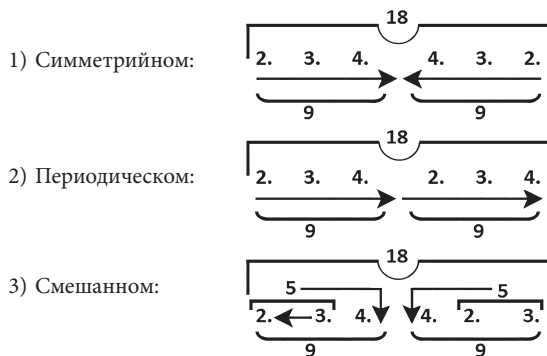 18
1) Симметрийном: 2. 3. 4. 4. 3. 2.
9 9
18
2) Периодическом: 2. 3. 4. 2. 3. 4.
9 9
18
3) Смешанном: 5 5
2. 3. 4. 4. 2. 3.
9 9